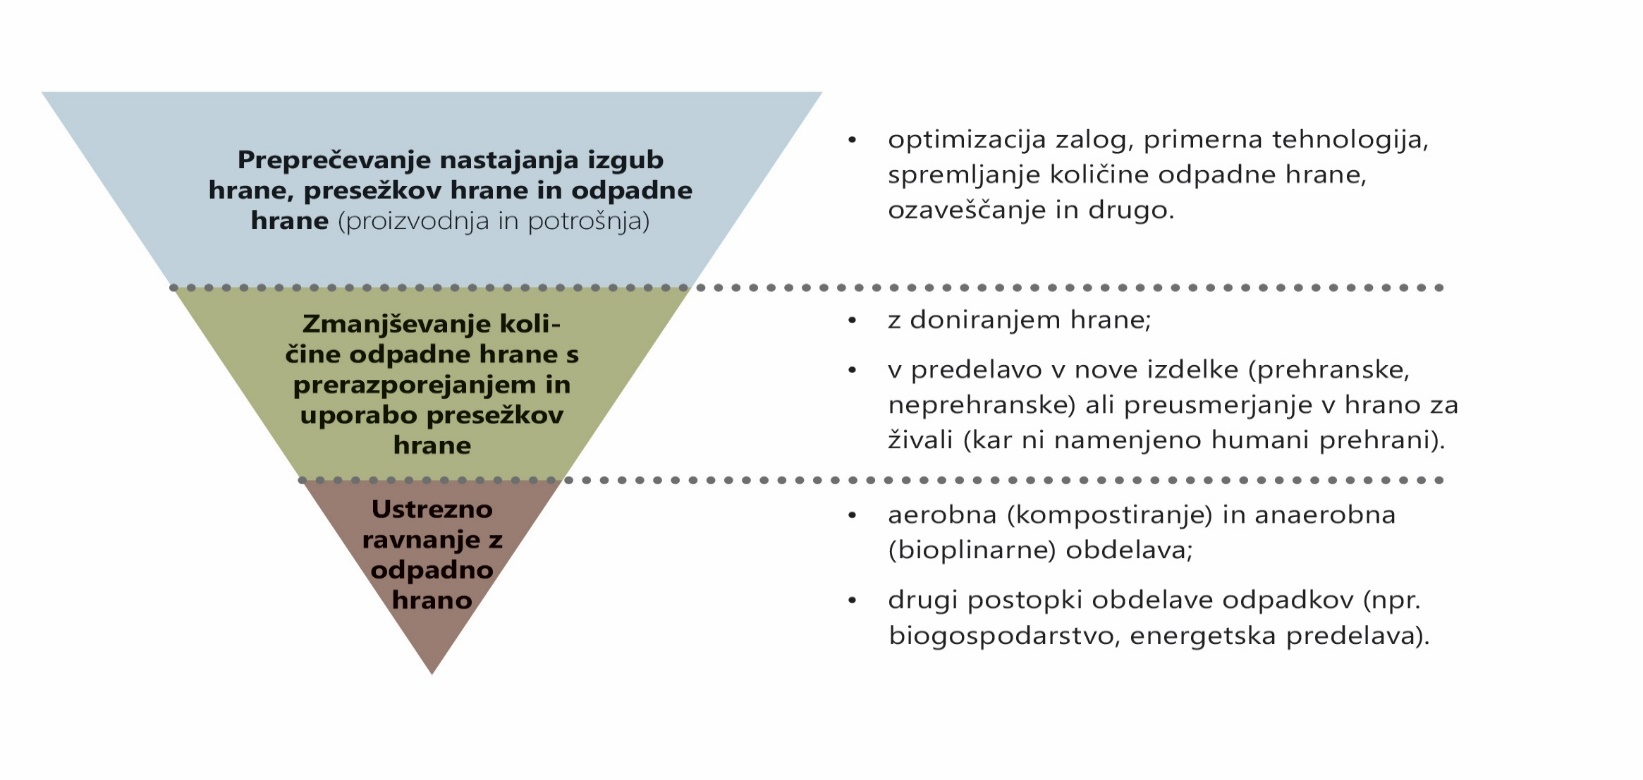 Preprečevanje nastajanja izgub
hrane, presežkov hrane in odpadne
hrane (proizvodnja in potrošnja)
• optimizacija zalog, primerna tehnologija,
spremljanje količine odpadne hrane,
ozaveščanje in drugo.
Zmanjševanje koli-
čine odpadne hrane s
prerazporejanjem in
uporabo presežkov
hrane
• z doniranjem hrane;
• v predelavo v nove izdelke (prehranske,
neprehranske) ali preusmerjanje v hrano za
živali (kar ni namenjeno humani prehrani).
Ustrezno
ravnanje z
odpadno
hrano
• aerobna (kompostiranje) in anaerobna
(bioplinarne) obdelava;
• drugi postopki obdelave odpadkov (npr.
biogospodarstvo, energetska predelava).